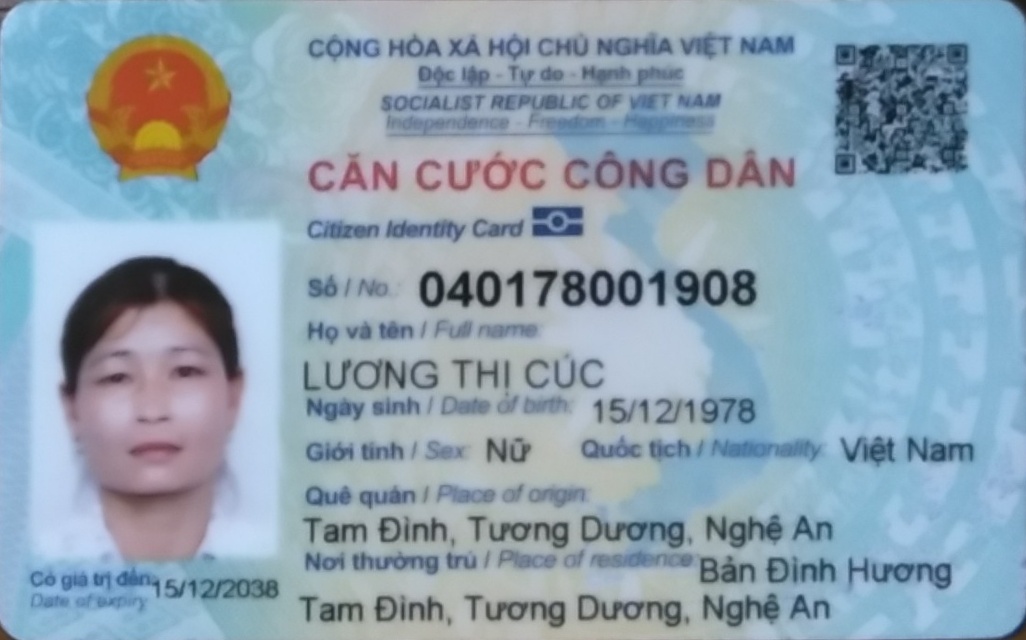 CỘNG HÒA XÃ HỘI CHỦ NGHĨA VIỆT NAM
Độc lập - Tự do - Hạnh phúc
SOCIALIST REPUBLIC OF VIET NAM
Independence - Freedom - Happiness
CĂN CƯỚC CÔNG DÂN
Citizen Identity Card
Số / No.: 040178001908
Họ và tên / Full name:
LƯƠNG THỊ CÚC
Ngày sinh / Date of birth: 15/12/1978
Giới tính / Sex: Nữ Quốc tịch / Nationality: Việt Nam
Quê quán / Place of origin:
Tam Đình, Tương Dương, Nghệ An
Nơi thường trú / Place of residence: Bản Đình Hương
Tam Đình, Tương Dương, Nghệ An
Có giá trị đến: 15/12/2038
Date of expiry